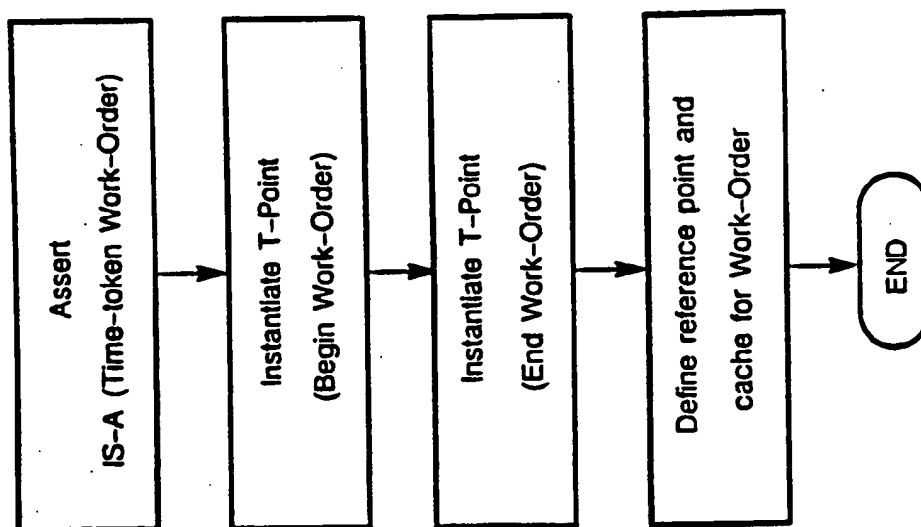 Assert
IS-A (Time-token Work-Order)
Instantiate T-Point
(Begin Work-Order)
Instantiate T-Point
(End Work-Order)
Define reference point and
cache for Work-Order
END